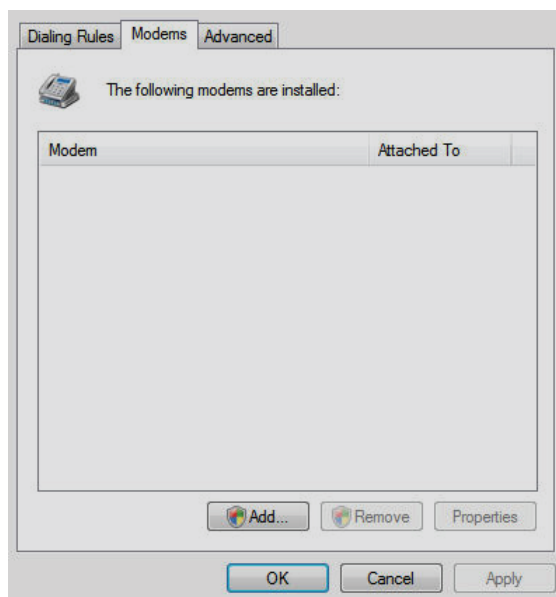 Dialing Rules Modems Advanced
The following modems are installed:
Modem Attached To
Add... Remove Properties
OK Cancel Apply